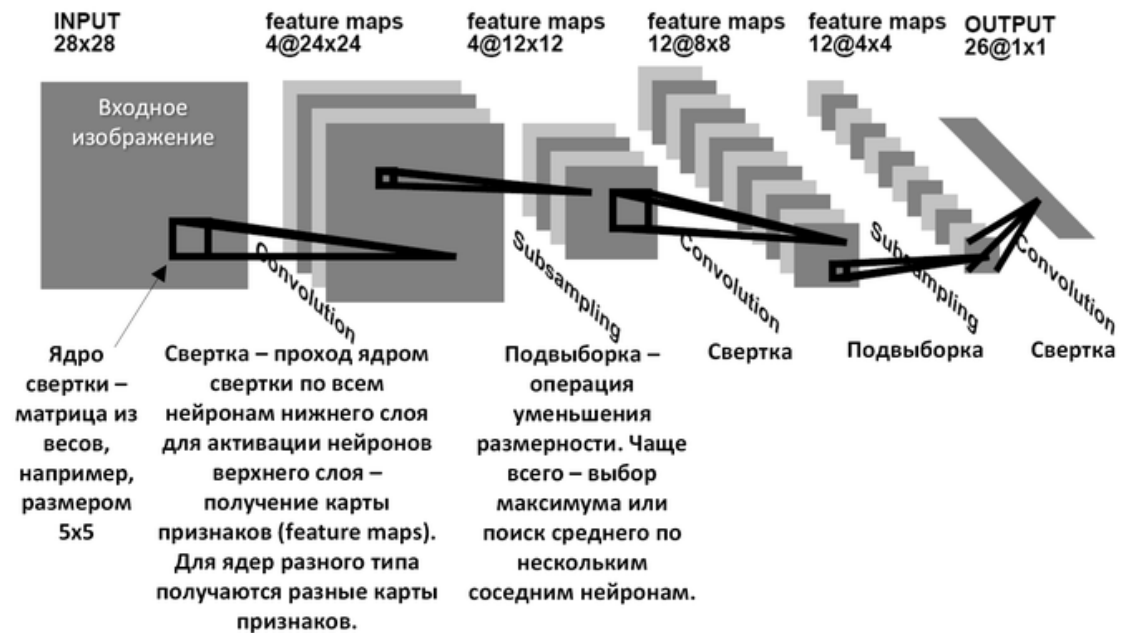 INPUT
28x28
feature maps
4@24x24
feature maps
4@12x12
feature maps
12@8x8
feature maps
12@4x4
OUTPUT
26@1x1
Входное
изображение
Convolution
Subsampling
Convolution
Subsampling
Convolution
Ядро
свертки –
матрица из
весов,
например,
размером
5x5
Свертка – проход ядром
свертки по всем
нейронам нижнего слоя
для активации нейронов
верхнего слоя –
получение карты
признаков (feature maps).
Для ядер разного типа
получаются разные карты
признаков.
Подвыборка –
операция
уменьшения
размерности. Чаще
всего – выбор
максимума или
поиск среднего по
нескольким
соседним нейронам.
Свертка
Подвыборка
Свертка